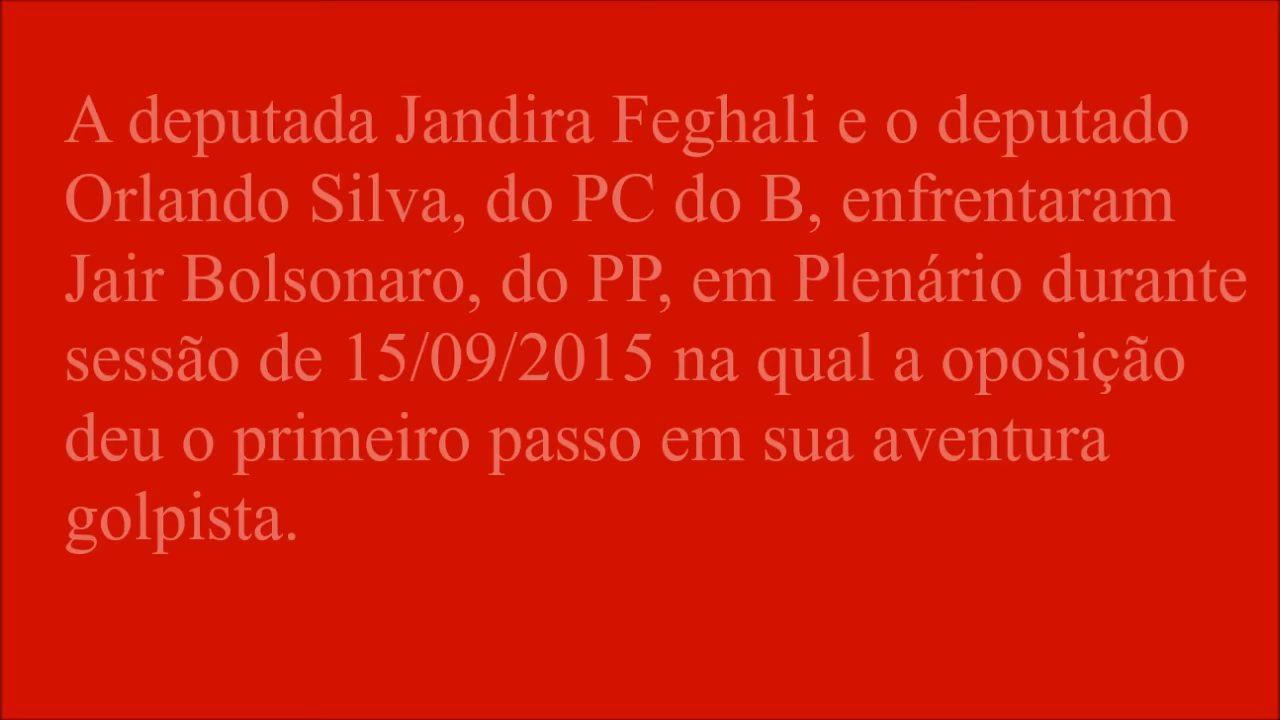 A deputada Jandira Feghali e o deputado
Orlando Silva, do PC do B, enfrentaram
Jair Bolsonaro, do PP, em Plenário durante
sessão de 15/09/2015 na qual a oposição
deu o primeiro passo em sua aventura
golpista.